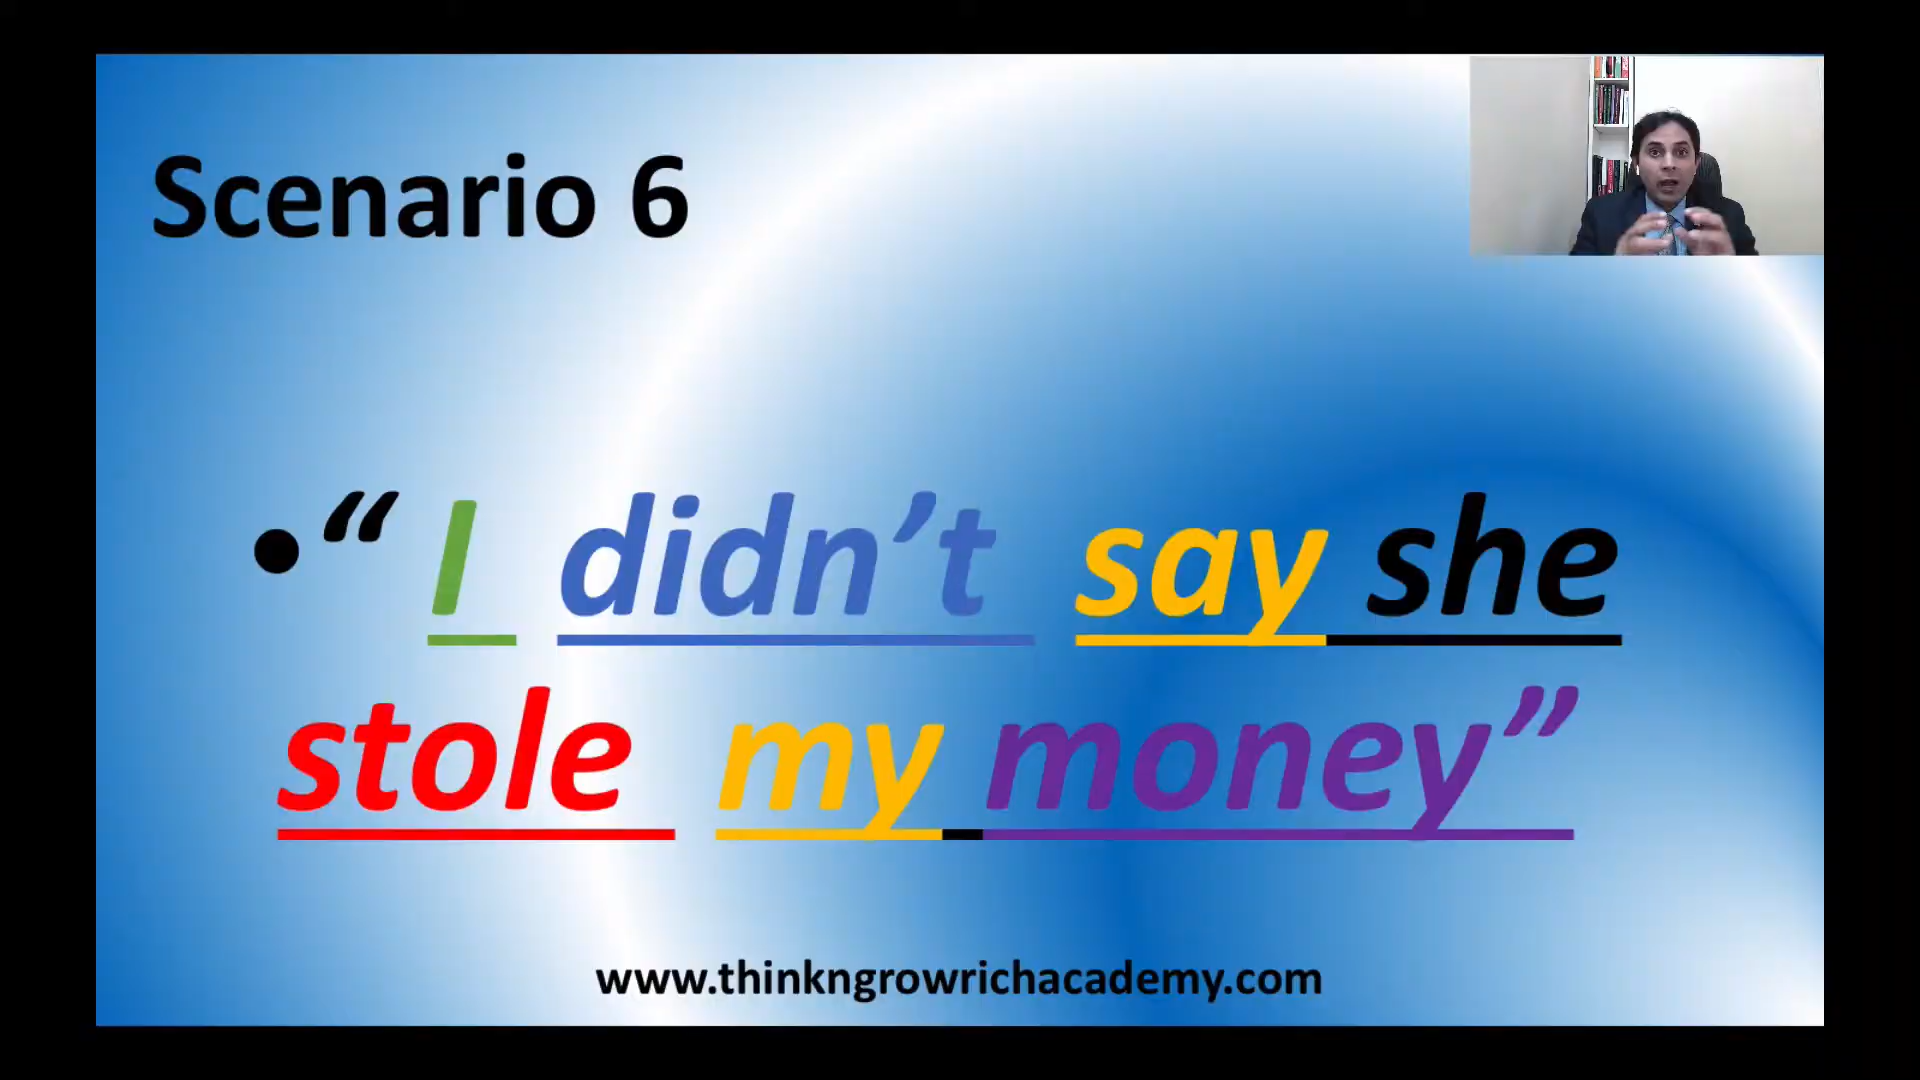 Scenario 6
• “ I didn’t say she
stole my money”
www.thinkngrowrichacademy.com